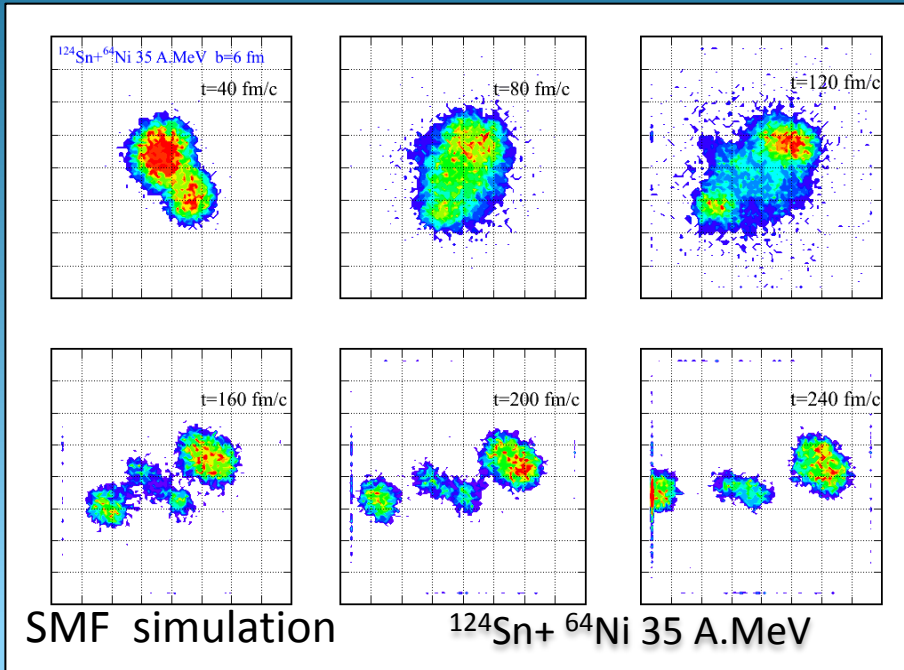 ¹²⁴Sn+⁶⁴Ni 35 A.MeV b=6 fm
t=40 fm/c
t=80 fm/c
t=120 fm/c
t=160 fm/c
t=200 fm/c
t=240 fm/c
SMF simulation ¹²⁴Sn+ ⁶⁴Ni 35 A.MeV